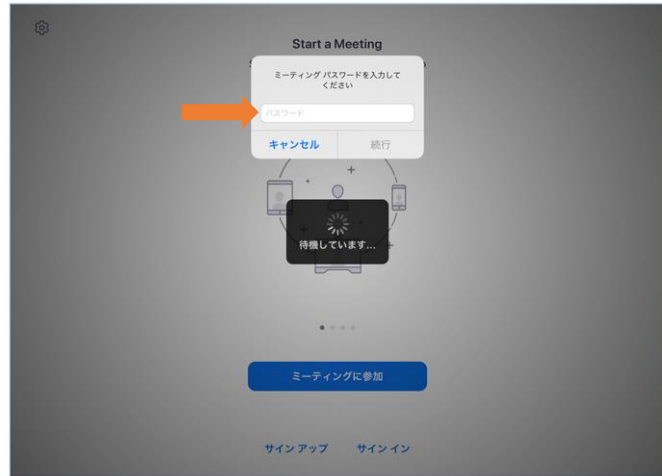 Start a Meeting
ミーティング パスワードを入力して
ください
パスワード
キャンセル
続行
待機しています...
ミーティングに参加
サイン アップ
サイン イン